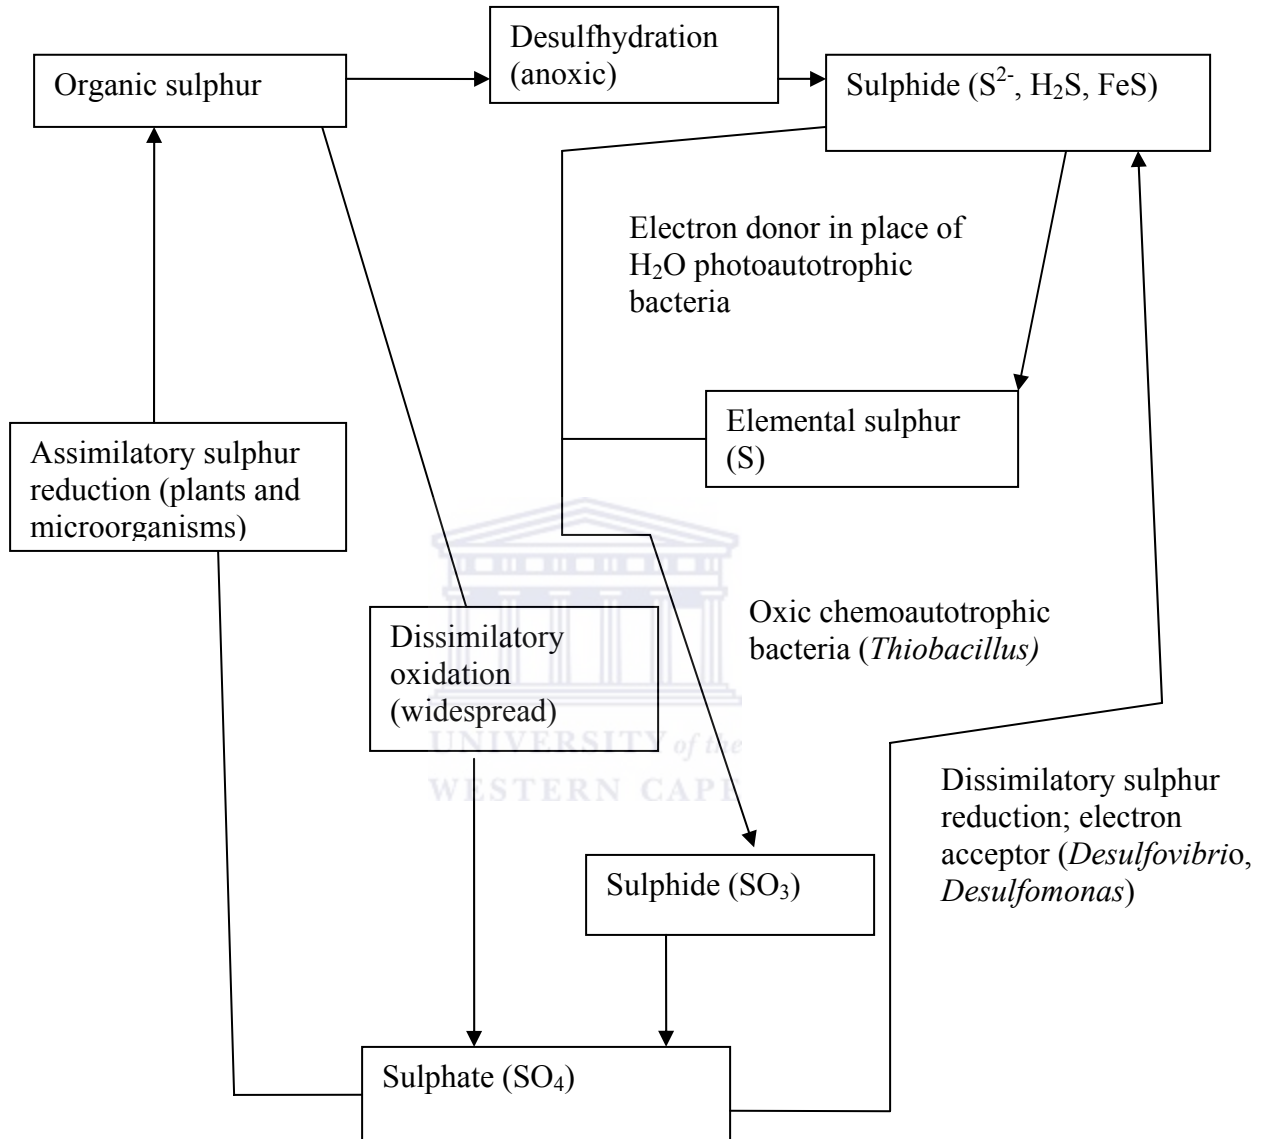 Desulfhydration
(anoxic)
Organic sulphur
Sulphide (S²⁻, H₂S, FeS)
Electron donor in place of
H₂O photoautotrophic
bacteria
Elemental sulphur
(S)
Assimilatory sulphur
reduction (plants and
microorganisms)
Oxic chemoautotrophic
bacteria (Thiobacillus)
Dissimilatory
oxidation
(widespread)
UNIVERSITY of the
WESTERN CAPE
Dissimilatory sulphur
reduction; electron
acceptor (Desulfovibrio,
Desulfomonas)
Sulphide (SO₃)
Sulphate (SO₄)